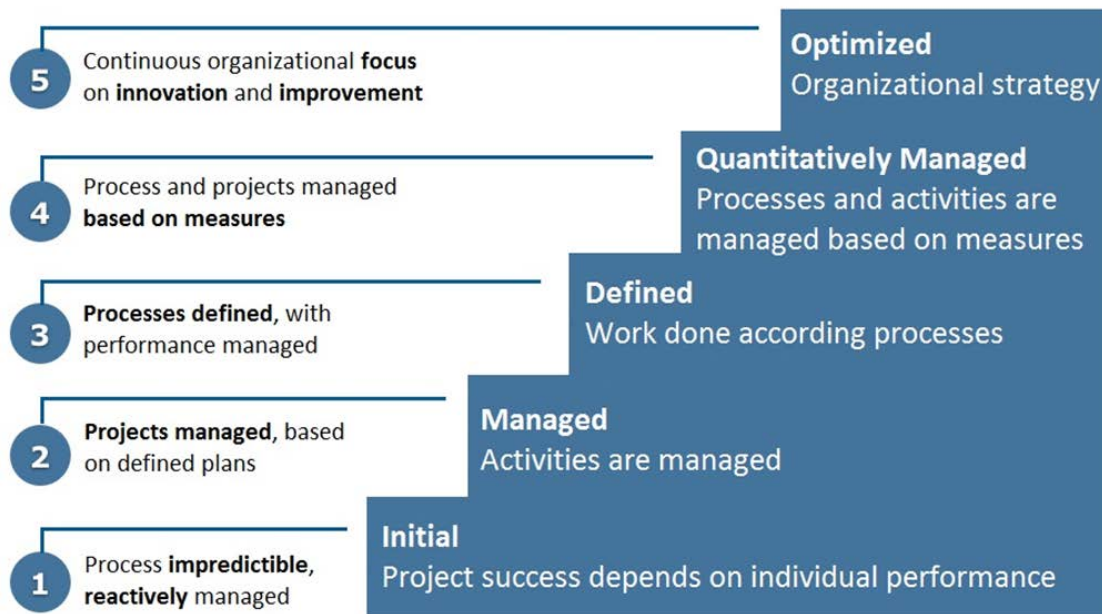 5
Continuous organizational focus
on innovation and improvement
Optimized
Organizational strategy
4
Process and projects managed
based on measures
Quantitatively Managed
Processes and activities are
managed based on measures
3
Processes defined, with
performance managed
Defined
Work done according processes
2
Projects managed, based
on defined plans
Managed
Activities are managed
1
Process impredictible,
reactively managed
Initial
Project success depends on individual performance